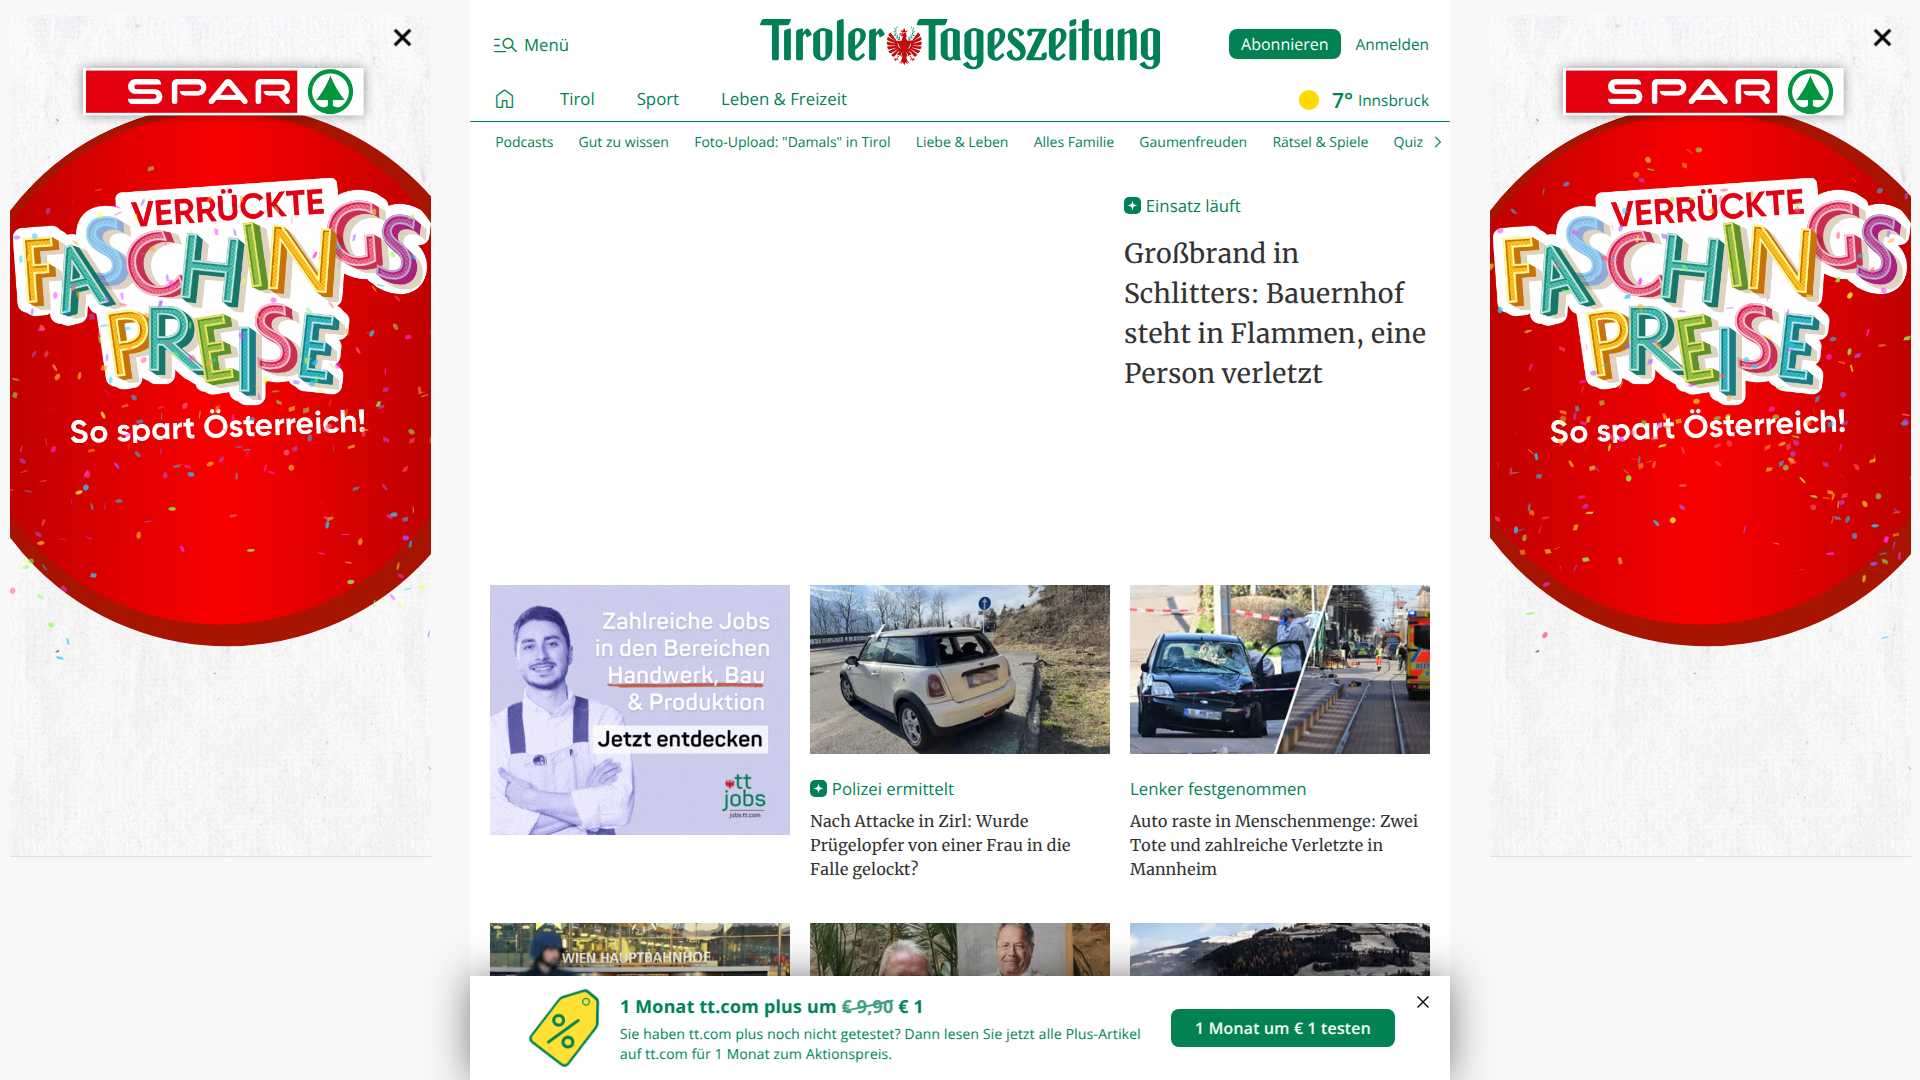 Menü
Tiroler Tageszeitung
Abonnieren
Anmelden
Tirol
Sport
Leben & Freizeit
7° Innsbruck
Podcasts
Gut zu wissen
Foto-Upload: "Damals" in Tirol
Liebe & Leben
Alles Familie
Gaumenfreuden
Rätsel & Spiele
Quiz
SPAR
VERRÜCKTE
FASCHINGS
PREISE
So spart Österreich!
Einsatz läuft
Großbrand in
Schlitters: Bauernhof
steht in Flammen, eine
Person verletzt
SPAR
VERRÜCKTE
FASCHINGS
PREISE
So spart Österreich!
Zahlreiche Jobs
in den Bereichen
Handwerk, Bau
& Produktion
Jetzt entdecken
tt
jobs
jobs.tt.com
Polizei ermittelt
Nach Attacke in Zirl: Wurde
Prügelopfer von einer Frau in die
Falle gelockt?
Lenker festgenommen
Auto raste in Menschenmenge: Zwei
Tote und zahlreiche Verletzte in
Mannheim
WIEN HAUPTBAHNHOF
1 Monat tt.com plus um € 9,90 € 1
Sie haben tt.com plus noch nicht getestet? Dann lesen Sie jetzt alle Plus-Artikel
auf tt.com für 1 Monat zum Aktionspreis.
1 Monat um € 1 testen